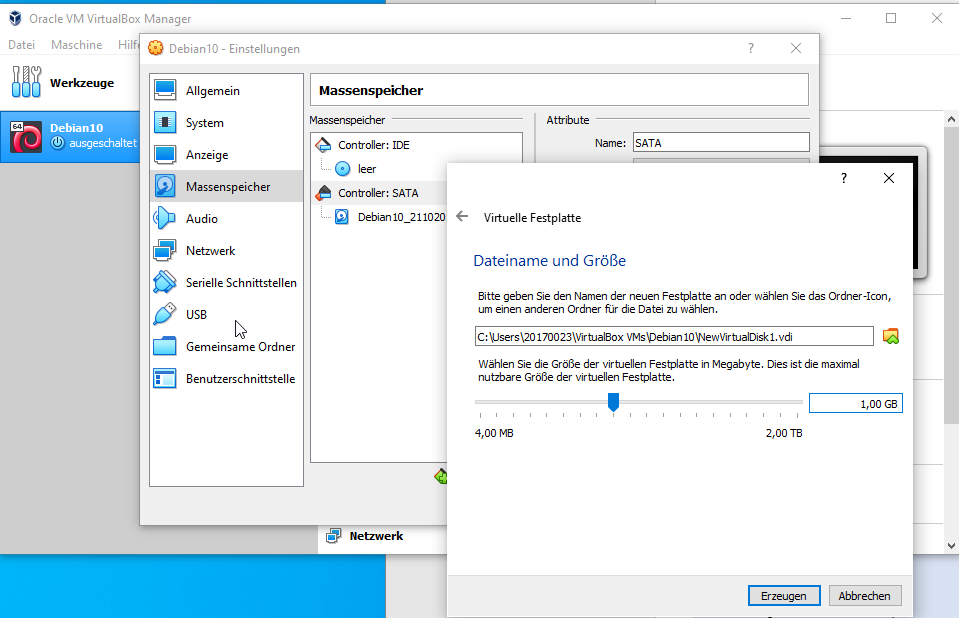 Oracle VM VirtualBox Manager
Datei Maschine Hilf
Debian10 - Einstellungen
?
Werkzeuge
64
Debian10
ausgeschaltet
Allgemein
System
Anzeige
Massenspeicher
Audio
Netzwerk
Serielle Schnittstellen
USB
Gemeinsame Ordner
Benutzerschnittstelle
Massenspeicher
Massenspeicher
Controller: IDE
leer
Controller: SATA
Debian10_211020
Attribute
Name: SATA
?
Virtuelle Festplatte
Dateiname und Größe
Bitte geben Sie den Namen der neuen Festplatte an oder wählen Sie das Ordner-Icon,
um einen anderen Ordner für die Datei zu wählen.
C:\Users\20170023\VirtualBox VMs\Debian10\NewVirtualDisk1.vdi
Wählen Sie die Größe der virtuellen Festplatte in Megabyte. Dies ist die maximal
nutzbare Größe der virtuellen Festplatte.
1,00 GB
4,00 MB 2,00 TB
Netzwerk
Erzeugen Abbrechen